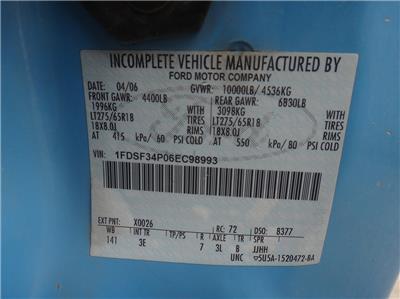 INCOMPLETE VEHICLE MANUFACTURED BY
FORD MOTOR COMPANY
04/06 GVWR: 10000LB/4536KG
FRONT GAWR: 4400LB REAR GAWR: 6830LB
1996KG WITH 3098KG WITH
LT275/65R18 TIRES LT275/65R18 TIRES
18X8.0J RIMS 18X8.0J RIMS
AT 415 kPa/ 60 PSI COLD AT 550 kPa/ 80 PSI COLD
VIN: 1FDSF34P06EC98993
EXT PNT: X0026 RC: 72 DSO: 8377
WB INT TR TP/PS R AXLE TR SPR
141 3E 7 3L B JJHH
UNC 5U5A-1520472-BA